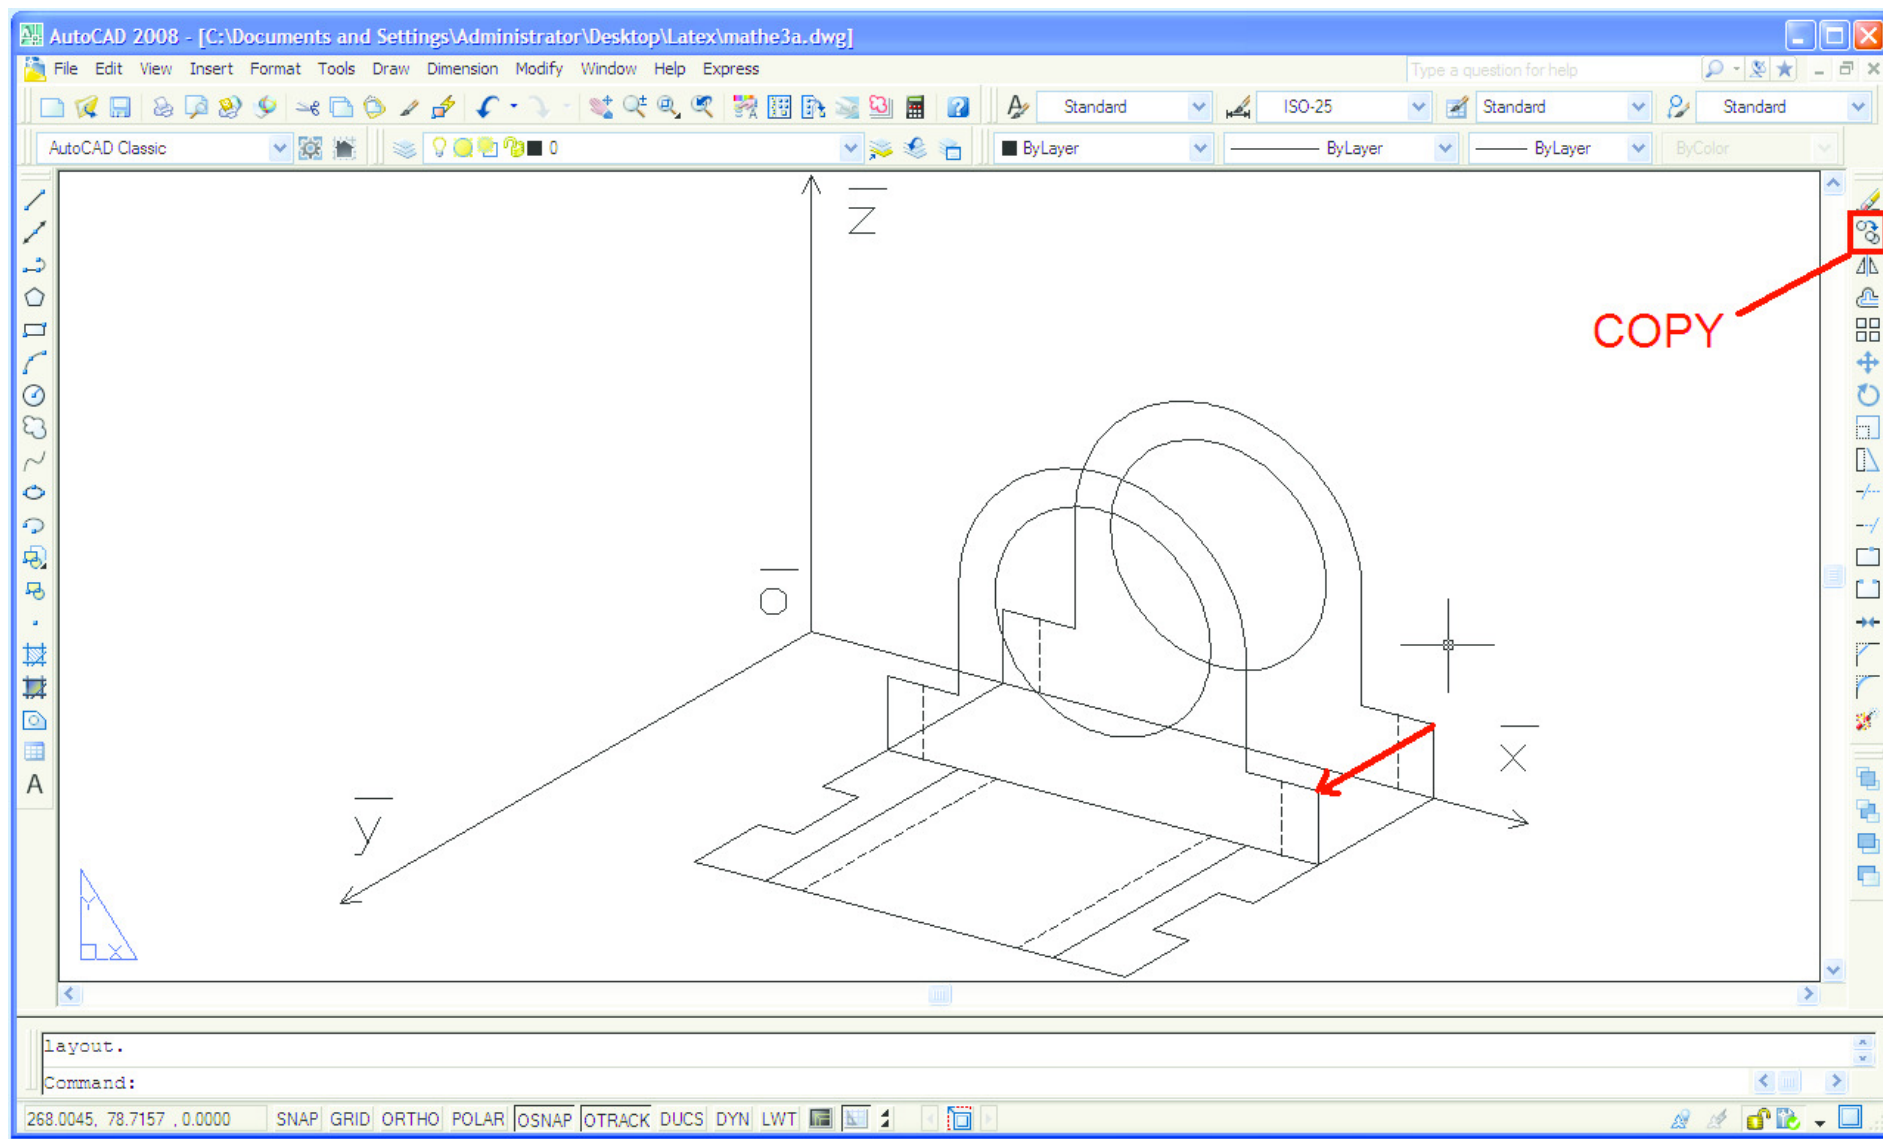 AutoCAD 2008 - [C:\Documents and Settings\Administrator\Desktop\Latex\mathe3a.dwg]
File Edit View Insert Format Tools Draw Dimension Modify Window Help Express
Type a question for help
Standard ISO-25 Standard Standard
AutoCAD Classic 0 ByLayer ByLayer ByLayer ByColor
z
COPY
o
x
y
Y
X
A
layout.
Command:
268.0045, 78.7157 , 0.0000 SNAP GRID ORTHO POLAR OSNAP OTRACK DUCS DYN LWT